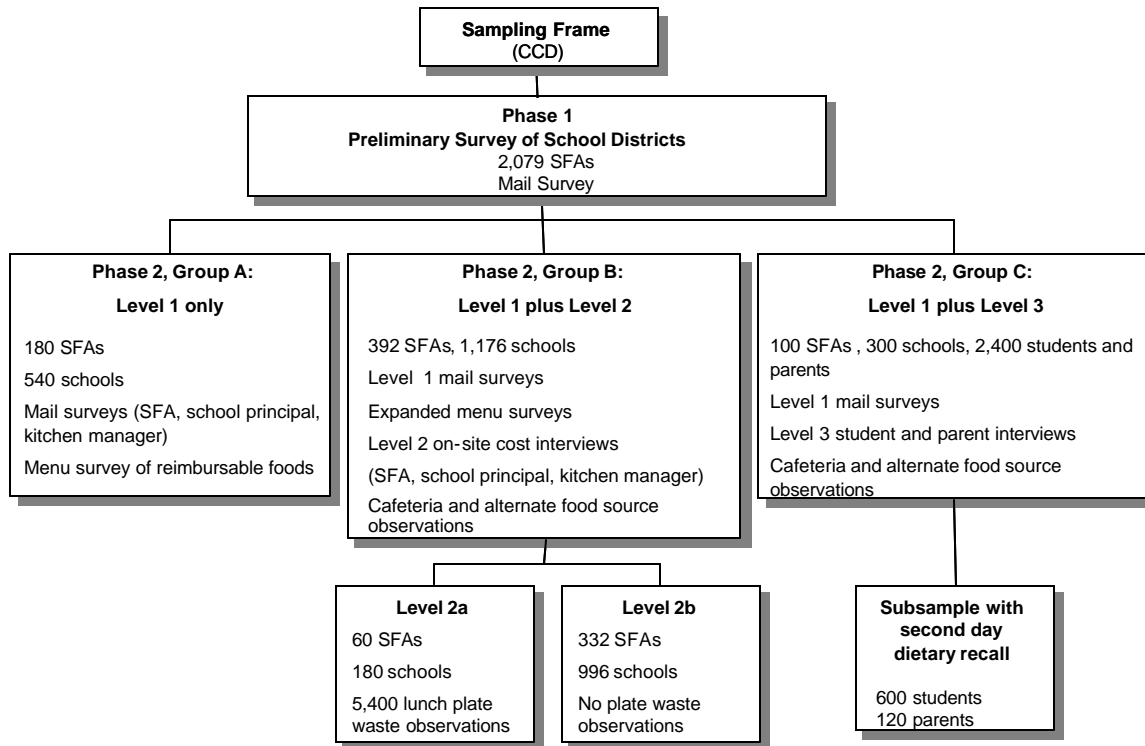 Sampling Frame
(CCD)
Phase 1
Preliminary Survey of School Districts
2,079 SFAs
Mail Survey
Phase 2, Group A:
Level 1 only
180 SFAs
540 schools
Mail surveys (SFA, school principal,
kitchen manager)
Menu survey of reimbursable foods
Phase 2, Group B:
Level 1 plus Level 2
392 SFAs, 1,176 schools
Level 1 mail surveys
Expanded menu surveys
Level 2 on-site cost interviews
(SFA, school principal, kitchen manager)
Cafeteria and alternate food source
observations
Phase 2, Group C:
Level 1 plus Level 3
100 SFAs , 300 schools, 2,400 students and
parents
Level 1 mail surveys
Level 3 student and parent interviews
Cafeteria and alternate food source
observations
Level 2a
60 SFAs
180 schools
5,400 lunch plate
waste observations
Level 2b
332 SFAs
996 schools
No plate waste
observations
Subsample with
second day
dietary recall
600 students
120 parents